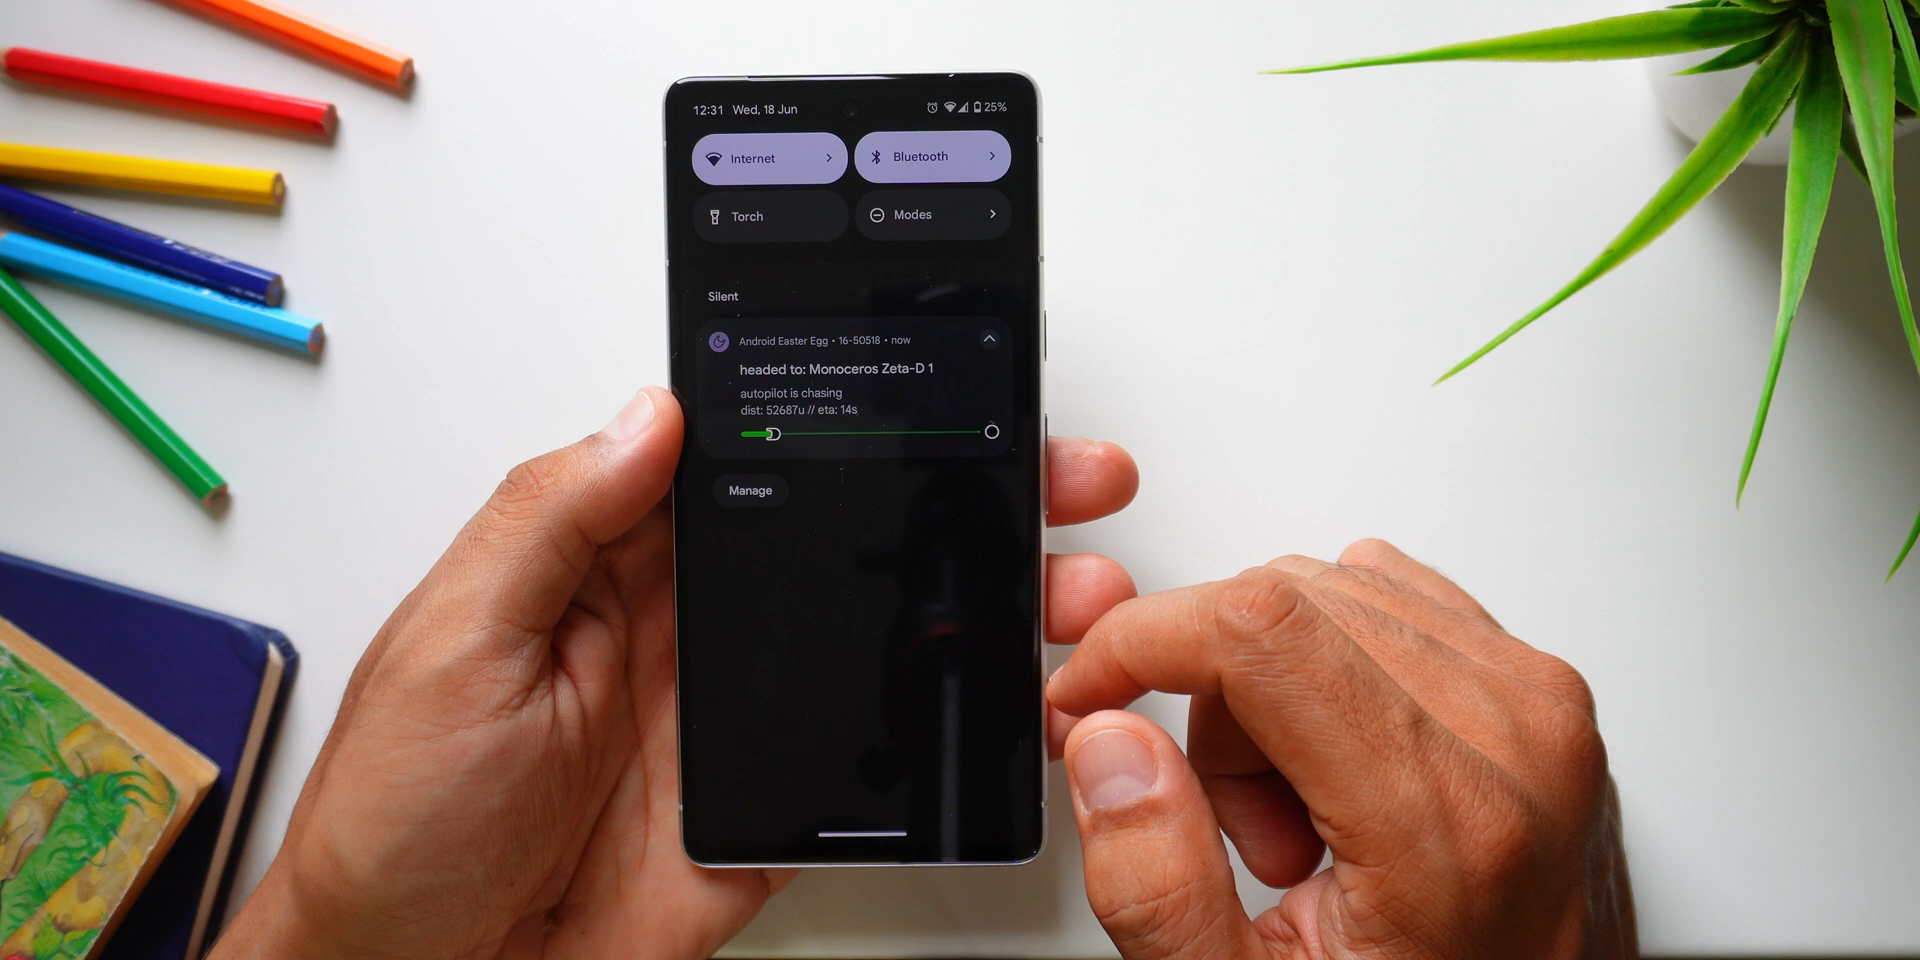 12:31 Wed, 18 Jun 25%
Internet Bluetooth
Torch Modes
Silent
Android Easter Egg • 16-50518 • now
headed to: Monoceros Zeta-D 1
autopilot is chasing
dist: 52687u // eta: 14s
Manage